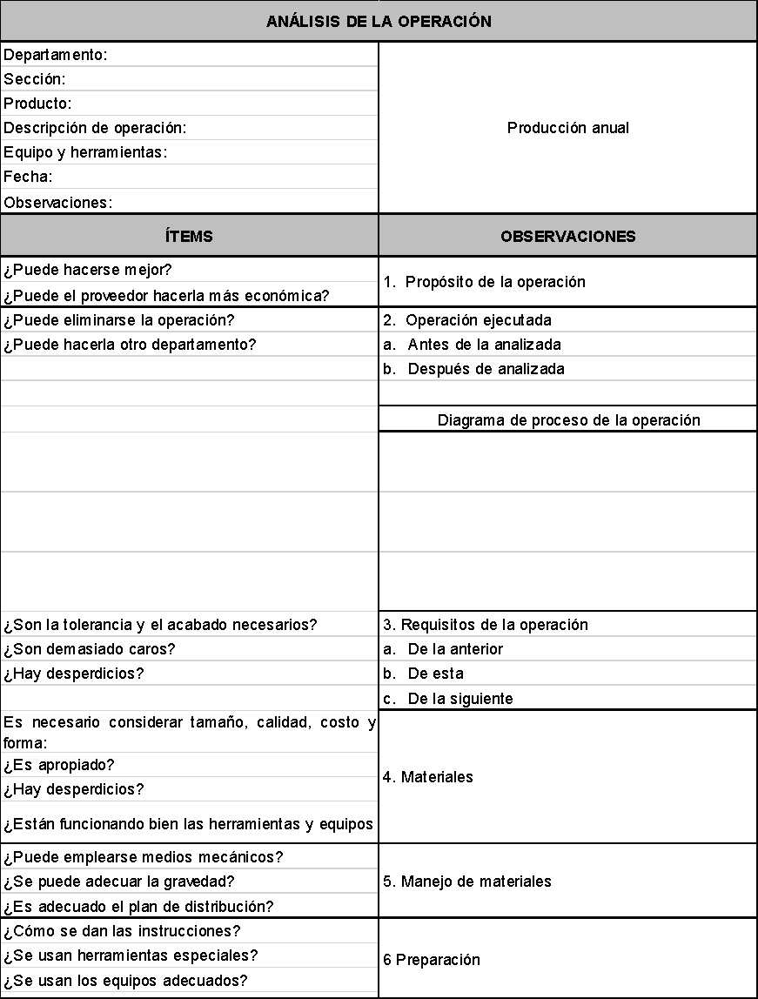 ANÁLISIS DE LA OPERACIÓN
Departamento:
Sección:
Producto:
Descripción de operación:
Equipo y herramientas:
Fecha:
Observaciones:
Producción anual
ÍTEMS
OBSERVACIONES
¿Puede hacerse mejor?
¿Puede el proveedor hacerla más económica?
1. Propósito de la operación
¿Puede eliminarse la operación?
¿Puede hacerla otro departamento?
2. Operación ejecutada
a. Antes de la analizada
b. Después de analizada
Diagrama de proceso de la operación
¿Son la tolerancia y el acabado necesarios?
¿Son demasiado caros?
¿Hay desperdicios?
3. Requisitos de la operación
a. De la anterior
b. De esta
c. De la siguiente
Es necesario considerar tamaño, calidad, costo y
forma:
¿Es apropiado?
¿Hay desperdicios?
¿Están funcionando bien las herramientas y equipos
4. Materiales
¿Puede emplearse medios mecánicos?
¿Se puede adecuar la gravedad?
¿Es adecuado el plan de distribución?
5. Manejo de materiales
¿Cómo se dan las instrucciones?
¿Se usan herramientas especiales?
¿Se usan los equipos adecuados?
6 Preparación